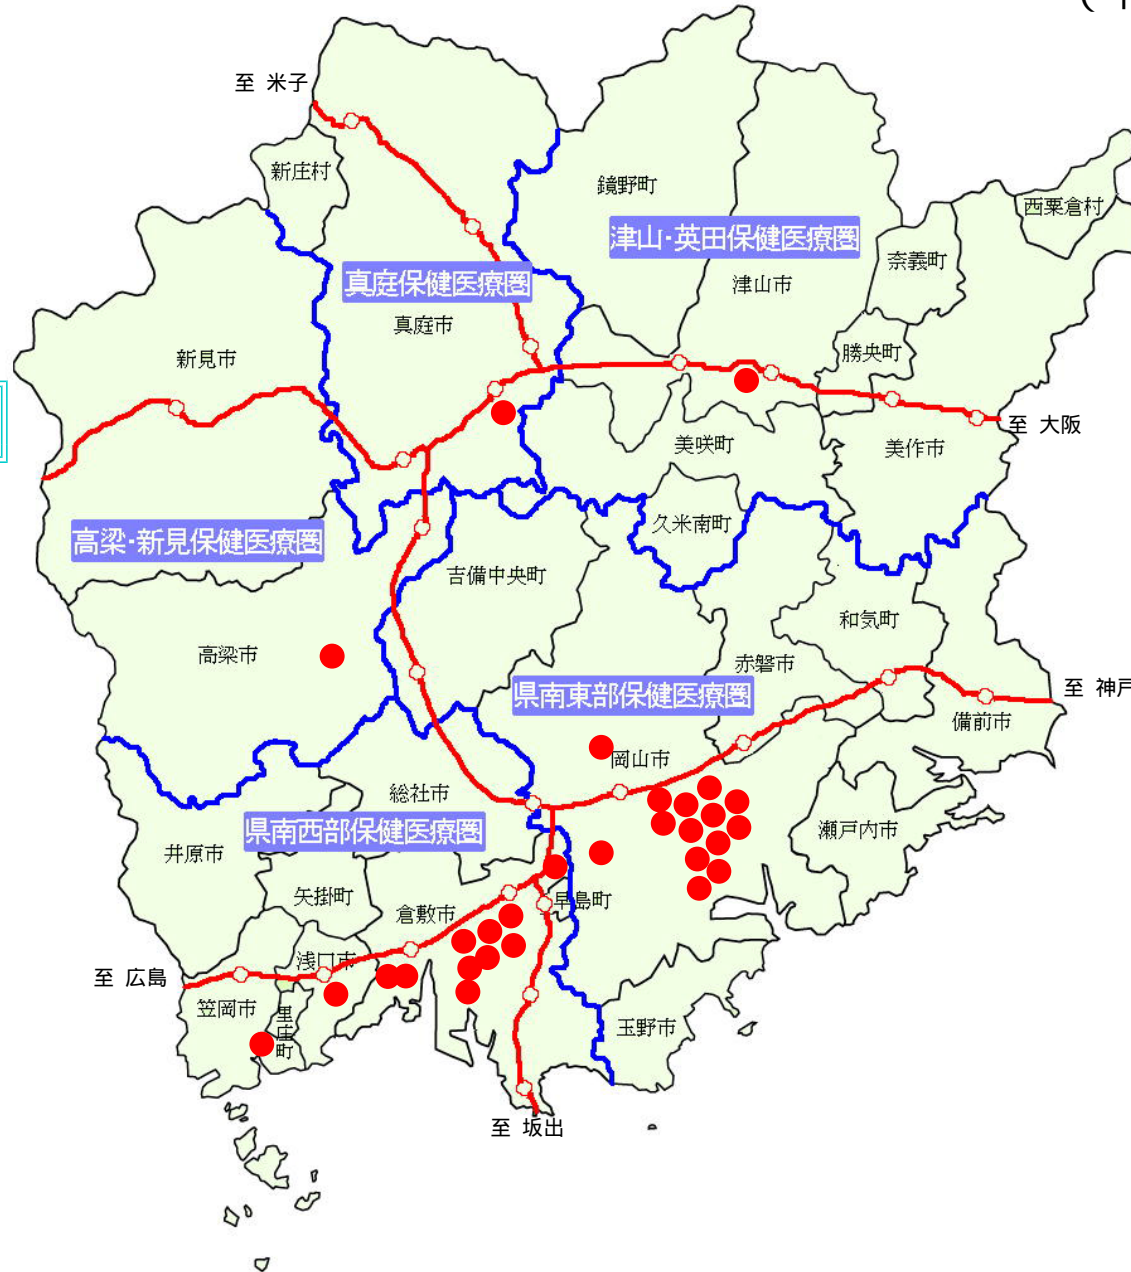 至 米子
新庄村
鏡野町
西粟倉村
津山・英田保健医療圏
奈義町
真庭保健医療圏
津山市
真庭市
勝央町
新見市
至 大阪
美咲町
美作市
久米南町
高梁・新見保健医療圏
吉備中央町
和気町
高梁市
赤磐市
至 神戸
県南東部保健医療圏
備前市
岡山市
総社市
県南西部保健医療圏
瀬戸内市
井原市
矢掛町
早島町
倉敷市
浅口市
至 広島
笠岡市
里庄町
玉野市
至 坂出